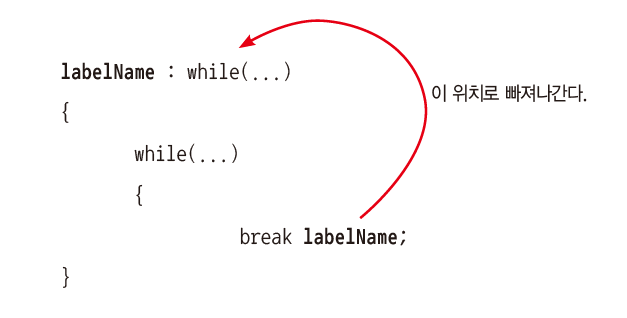 labelName : while(...)
이 위치로 빠져나간다.
{
while(...)
{
break labelName;
}